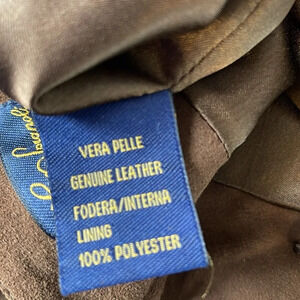 VERA PELLE
GENUINE LEATHER
FODERA/INTERNA
LINING
100% POLYESTER